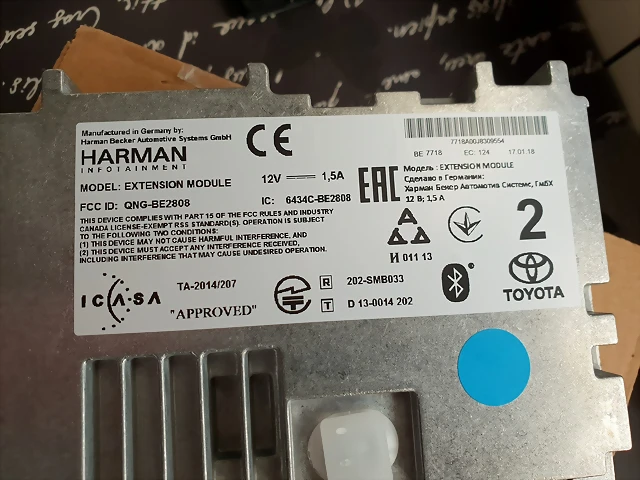 Manufactured in Germany by:
Harman Becker Automotive Systems GmbH
HARMAN
INFOTAINMENT
CE
MODEL: EXTENSION MODULE
12V 1,5A
FCC ID: QNG-BE2808
IC: 6434C-BE2808
THIS DEVICE COMPLIES WITH PART 15 OF THE FCC RULES AND INDUSTRY
CANADA LICENSE-EXEMPT RSS STANDARD(S). OPERATION IS SUBJECT
TO THE FOLLOWING TWO CONDITIONS:
(1) THIS DEVICE MAY NOT CAUSE HARMFUL INTERFERENCE, AND
(2) THIS DEVICE MUST ACCEPT ANY INTERFERENCE RECEIVED,
INCLUDING INTERFERENCE THAT MAY CAUSE UNDESIRED OPERATION.
7718A00J8309554
BE 7718 EC: 124 17.01.18
EAC
Модель : EXTENSION MODULE
Сделано в Германии:
Харман Бекер Аутомотив Системс, ГмбХ
12 В; 1,5 А
2
И 011 13
TOYOTA
ICASA
TA-2014/207
"APPROVED"
R 202-SMB033
T D 13-0014 202